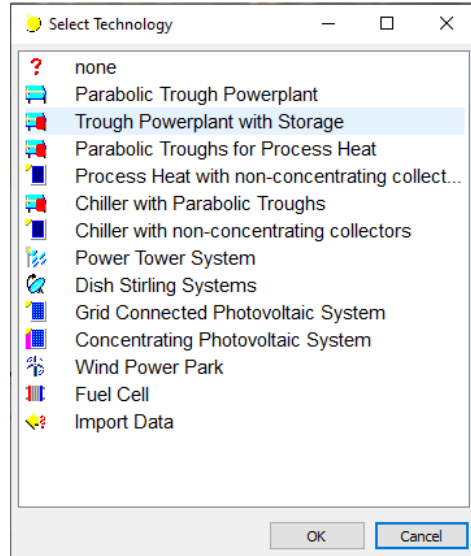 Select Technology
none
Parabolic Trough Powerplant
Trough Powerplant with Storage
Parabolic Troughs for Process Heat
Process Heat with non-concentrating collect...
Chiller with Parabolic Troughs
Chiller with non-concentrating collectors
Power Tower System
Dish Stirling Systems
Grid Connected Photovoltaic System
Concentrating Photovoltaic System
Wind Power Park
Fuel Cell
Import Data
OK Cancel